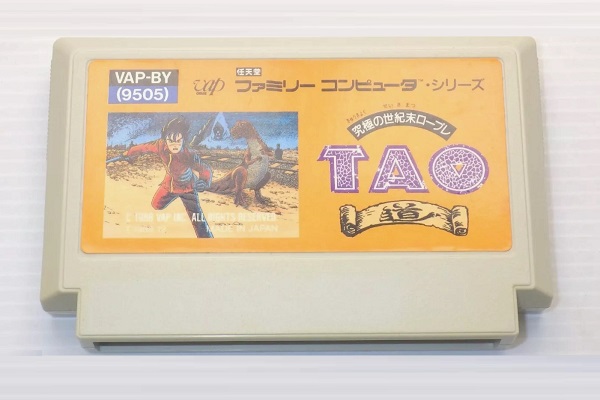 VAP-BY
(9505)
vap
任天堂
ファミリー コンピュータ™・シリーズ
究極の世紀末ロープレ
TAO
道
ALL RIGHTS RESERVED
MADE IN JAPAN